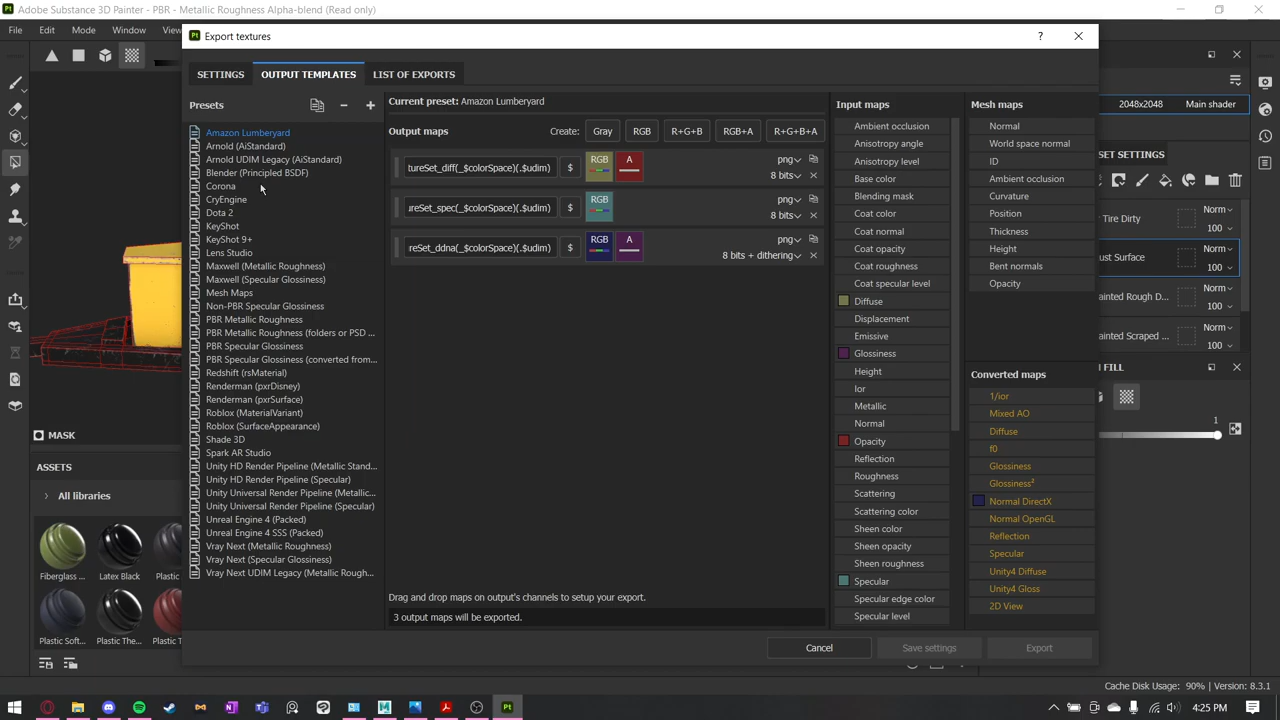 Adobe Substance 3D Painter - PBR - Metallic Roughness Alpha-blend (Read only)
File Edit Mode Window
Export textures
?
SETTINGS OUTPUT TEMPLATES LIST OF EXPORTS
Presets
Amazon Lumberyard
Arnold (AiStandard)
Arnold UDIM Legacy (AiStandard)
Blender (Principled BSDF)
Corona
CryEngine
Dota 2
KeyShot
KeyShot 9+
Lens Studio
Maxwell (Metallic Roughness)
Maxwell (Specular Glossiness)
Mesh Maps
Non-PBR Specular Glossiness
PBR Metallic Roughness
PBR Metallic Roughness (folders or PSD ...
PBR Specular Glossiness
PBR Specular Glossiness (converted from...
Redshift (rsMaterial)
Renderman (pxrDisney)
Renderman (pxrSurface)
Roblox (MaterialVariant)
Roblox (SurfaceAppearance)
Shade 3D
Spark AR Studio
Unity HD Render Pipeline (Metallic Stand...
Unity HD Render Pipeline (Specular)
Unity Universal Render Pipeline (Metallic...
Unity Universal Render Pipeline (Specular)
Unreal Engine 4 (Packed)
Unreal Engine 4 SSS (Packed)
Vray Next (Metallic Roughness)
Vray Next (Specular Glossiness)
Vray Next UDIM Legacy (Metallic Rough...
Current preset: Amazon Lumberyard
Output maps Create: Gray RGB R+G+B RGB+A R+G+B+A
tureSet_diff(_$colorSpace)(.$udim) $ RGB A png
8 bits
ureSet_spec(_$colorSpace)(.$udim) $ RGB png
8 bits
reSet_ddna(_$colorSpace)(.$udim) $ RGB A png
8 bits + dithering
Drag and drop maps on output's channels to setup your export.
3 output maps will be exported.
Input maps
Ambient occlusion
Anisotropy angle
Anisotropy level
Base color
Blending mask
Coat color
Coat normal
Coat opacity
Coat roughness
Coat specular level
Diffuse
Displacement
Emissive
Glossiness
Height
Ior
Metallic
Normal
Opacity
Reflection
Roughness
Scattering
Scattering color
Sheen color
Sheen opacity
Sheen roughness
Specular
Specular edge color
Specular level
Mesh maps
Normal
World space normal
ID
Ambient occlusion
Curvature
Position
Thickness
Height
Bent normals
Opacity
Converted maps
1/ior
Mixed AO
Diffuse
f0
Glossiness
Glossiness²
Normal DirectX
Normal OpenGL
Reflection
Specular
Unity4 Diffuse
Unity4 Gloss
2D View
Cancel Save settings Export
2048x2048 Main shader
SET SETTINGS
Tire Dirty Norm
100
ust Surface Norm
100
ainted Rough D... Norm
100
ainted Scraped ... Norm
100
FILL
1
MASK
ASSETS
All libraries
Fiberglass ... Latex Black Plastic
Plastic Soft... Plastic The... Plastic T
Cache Disk Usage: 90% | Version: 8.3.1
4:25 PM